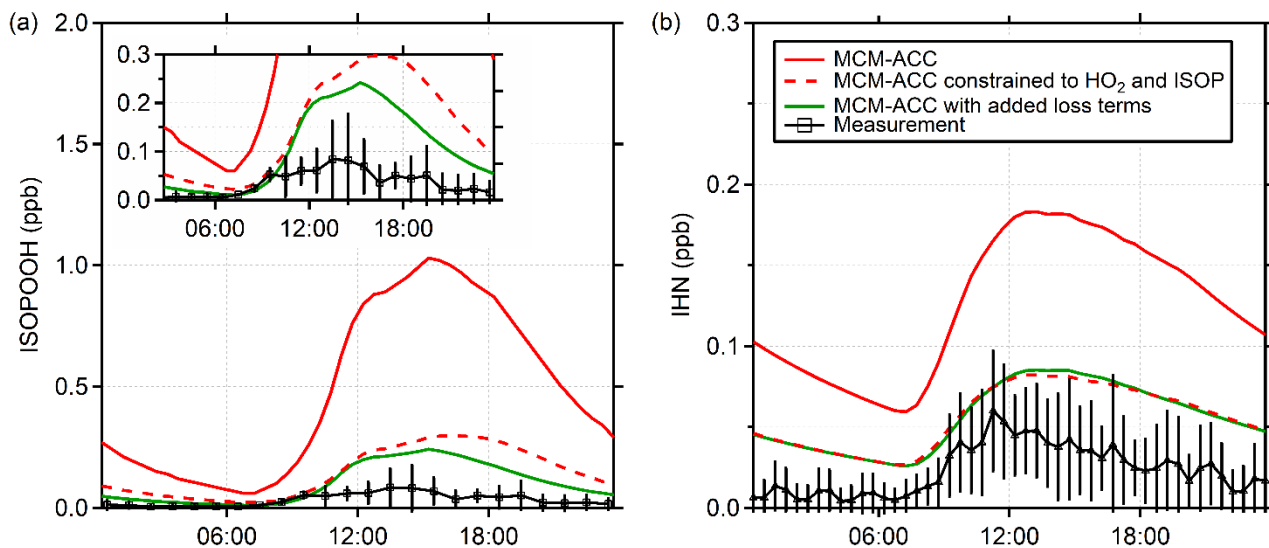 (a)
2.0
1.5
1.0
0.5
0.0
ISOPOOH (ppb)
0.3
0.2
0.1
0.0
06:00 12:00 18:00
06:00 12:00 18:00
(b)
0.3
0.2
0.1
0.0
IHN (ppb)
MCM-ACC
MCM-ACC constrained to HO₂ and ISOP
MCM-ACC with added loss terms
Measurement
06:00 12:00 18:00